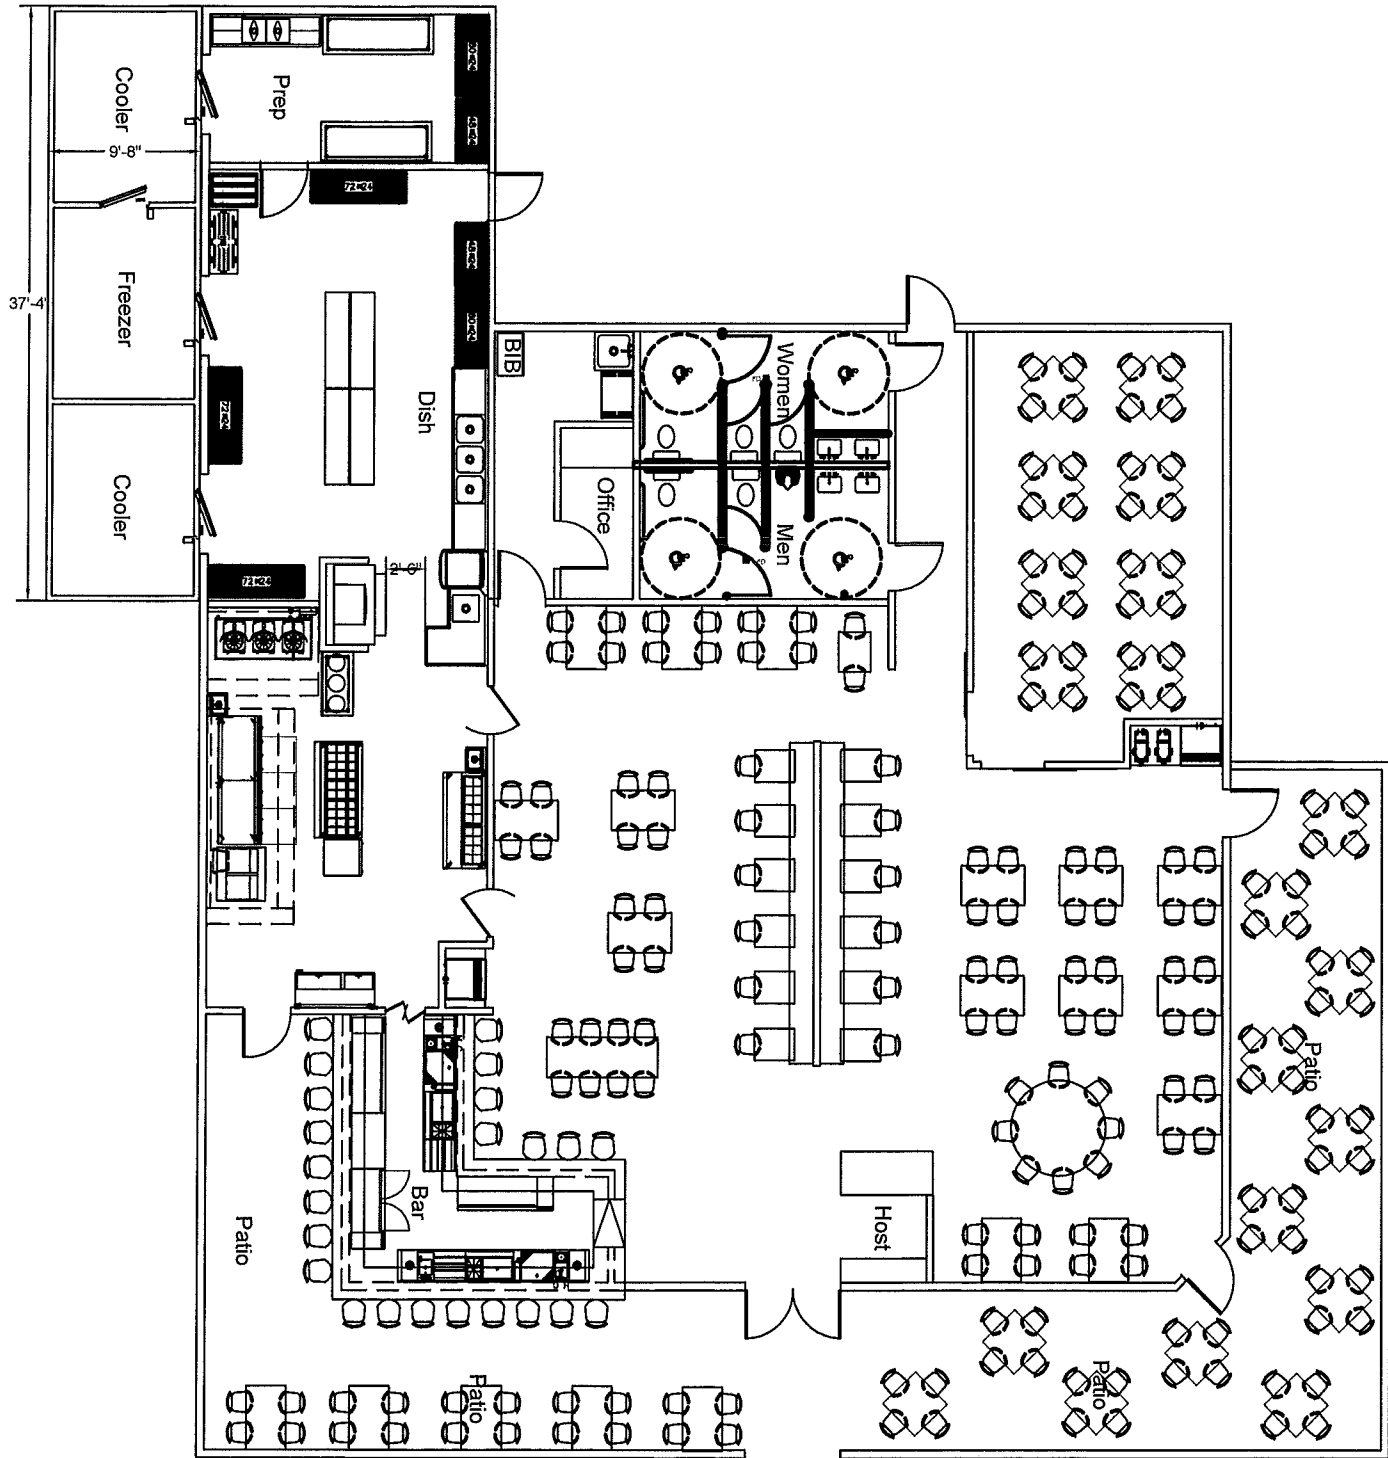 Cooler
9'-8"
Prep
72x24
37'-4"
Freezer
BIB
Women
72x24
Dish
Office
Men
Cooler
72x24
2'-6"
Patio
Bar
Host
Patio
Patio
Patio